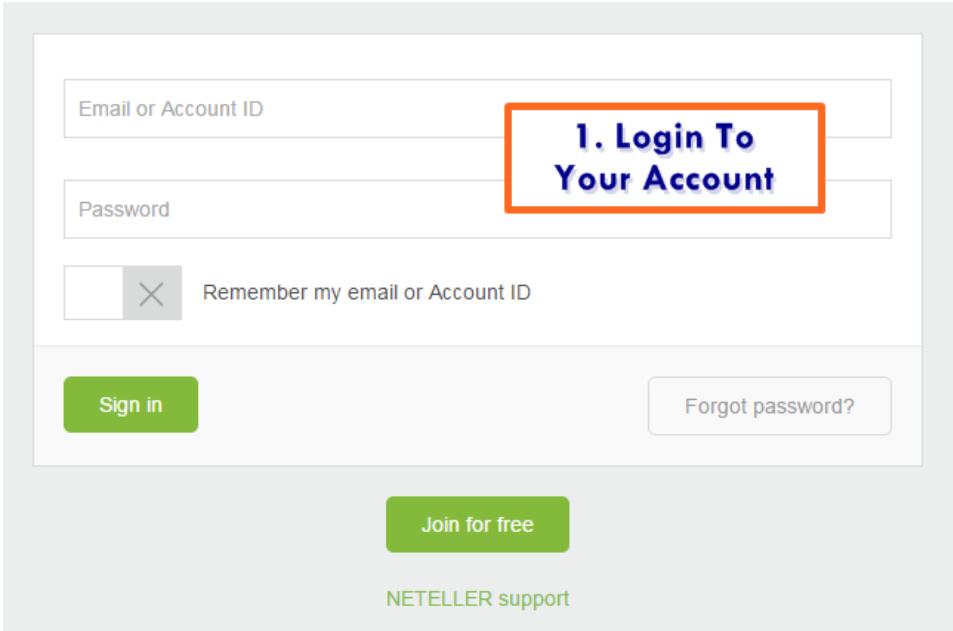 Email or Account ID
1. Login To
Your Account
Password
Remember my email or Account ID
Sign in
Forgot password?
Join for free
NETELLER support